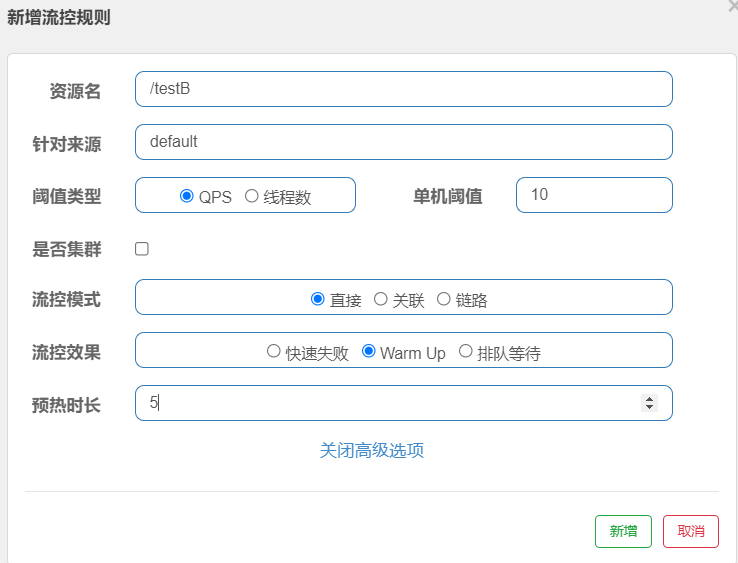 新增流控规则
资源名 /testB
针对来源 default
阈值类型 QPS 线程数 单机阈值 10
是否集群
流控模式 直接 关联 链路
流控效果 快速失败 Warm Up 排队等待
预热时长 5
关闭高级选项
新增 取消